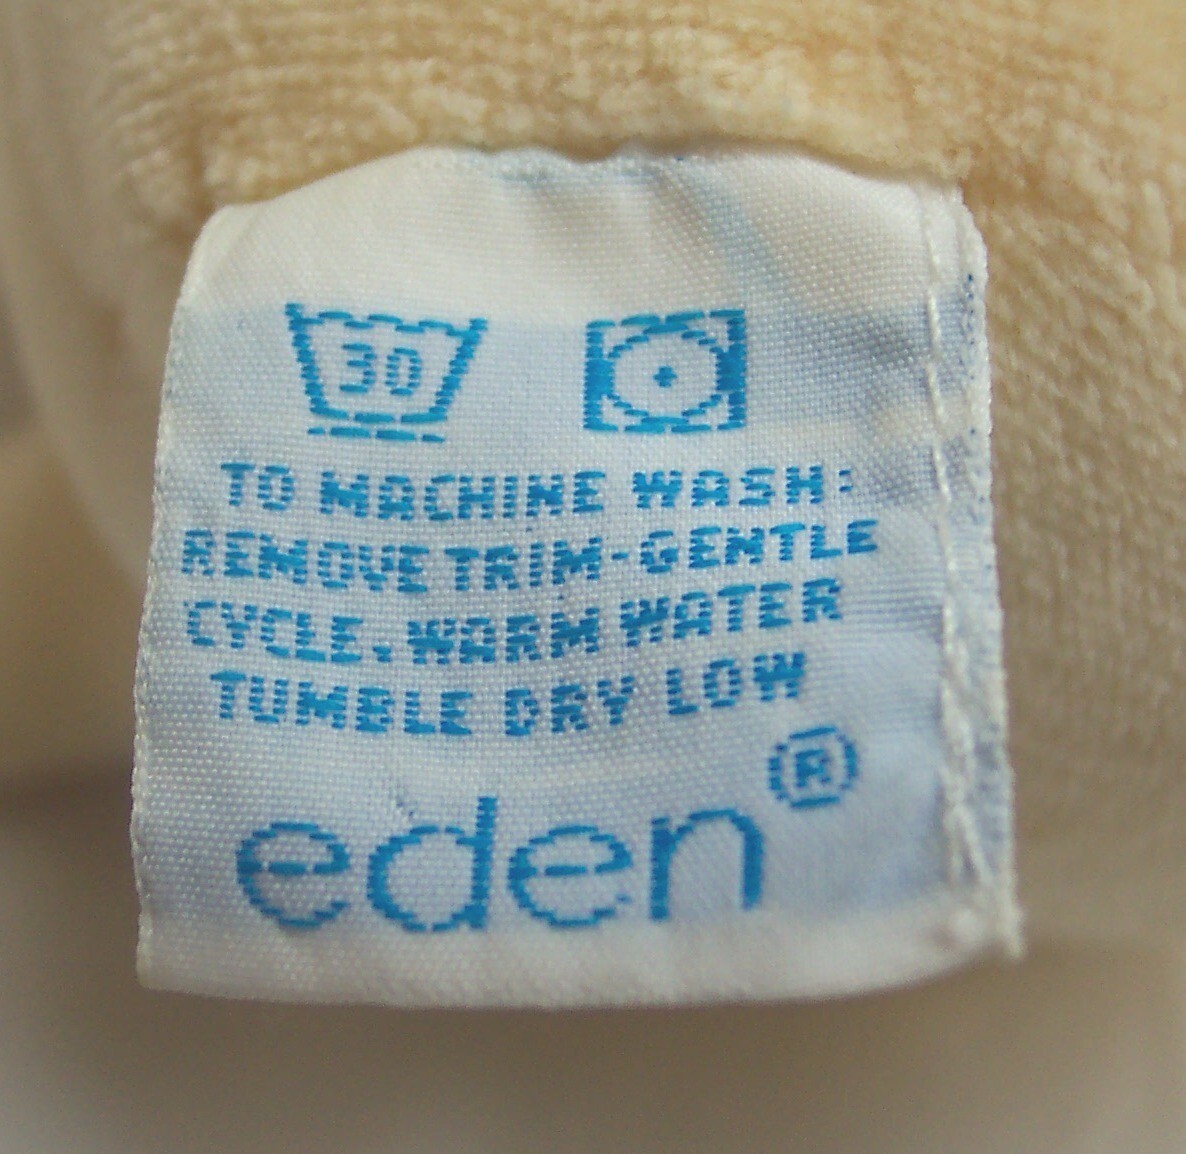 30
TO MACHINE WASH:
REMOVE TRIM-GENTLE
CYCLE. WARM WATER
TUMBLE DRY LOW
eden®